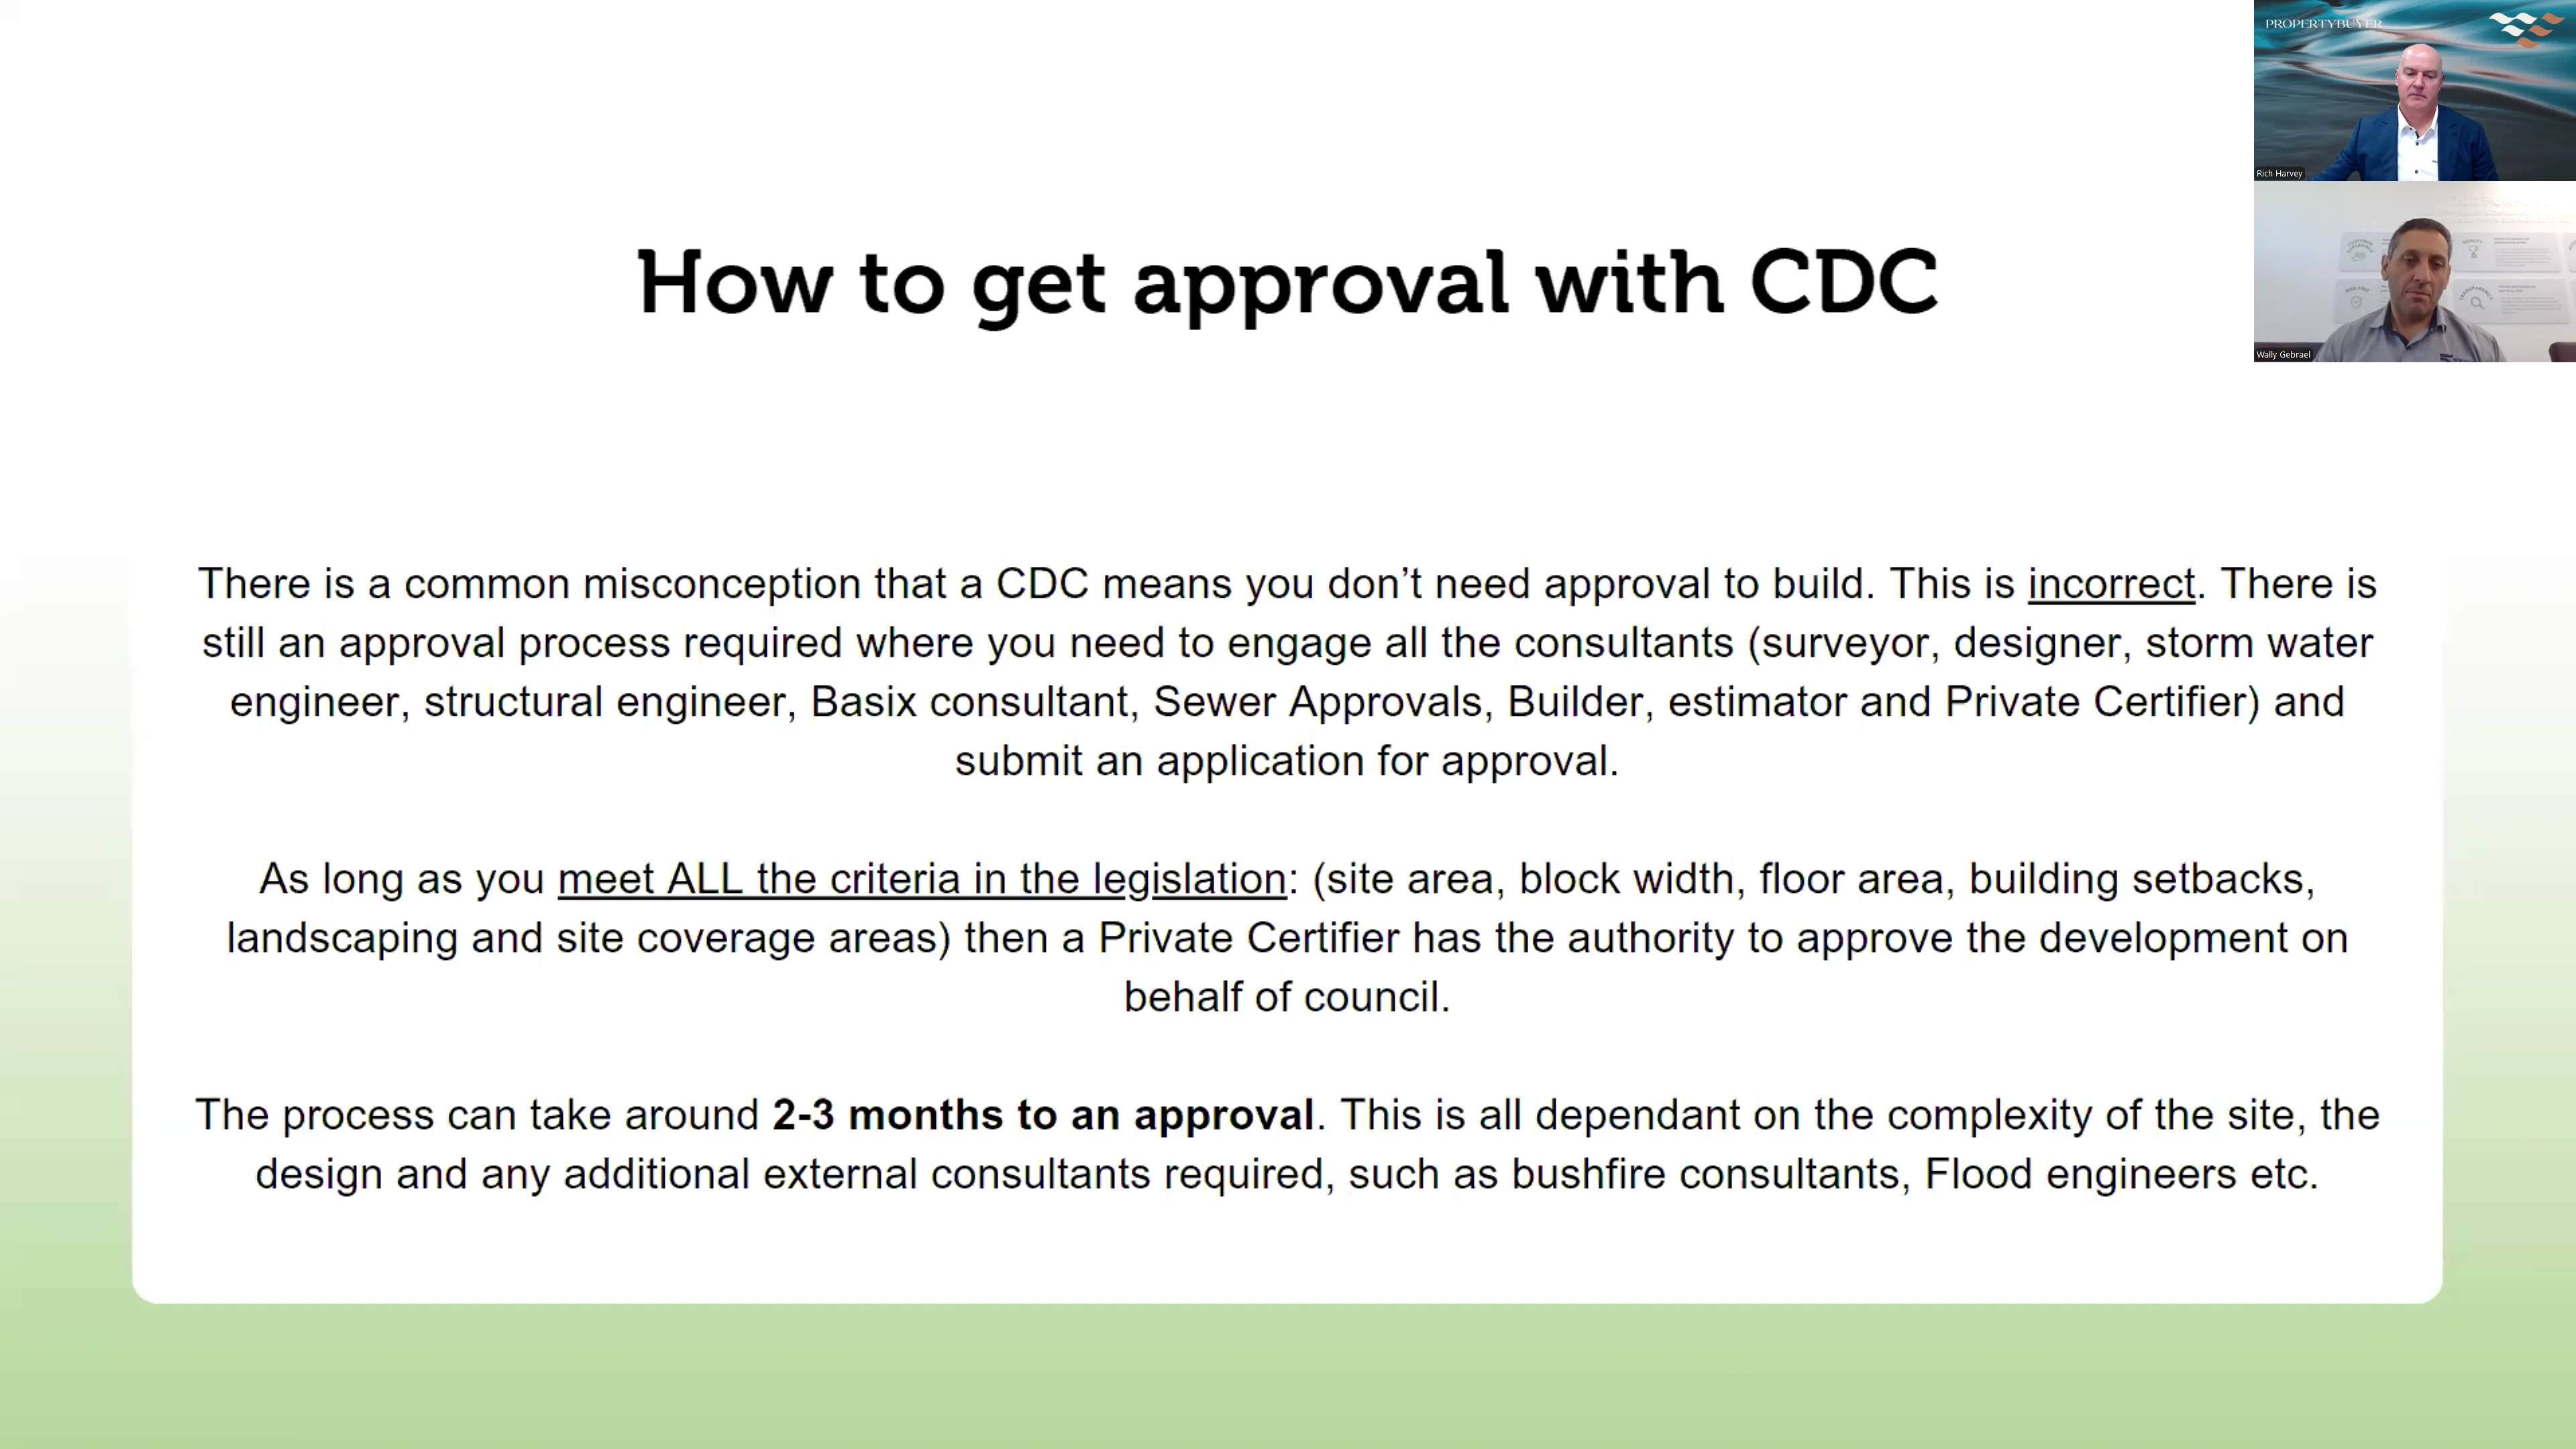 PROPERTYBUYER
Rich Harvey
Wally Gebrael
How to get approval with CDC
There is a common misconception that a CDC means you don’t need approval to build. This is incorrect. There is
still an approval process required where you need to engage all the consultants (surveyor, designer, storm water
engineer, structural engineer, Basix consultant, Sewer Approvals, Builder, estimator and Private Certifier) and
submit an application for approval.
As long as you meet ALL the criteria in the legislation: (site area, block width, floor area, building setbacks,
landscaping and site coverage areas) then a Private Certifier has the authority to approve the development on
behalf of council.
The process can take around 2-3 months to an approval. This is all dependant on the complexity of the site, the
design and any additional external consultants required, such as bushfire consultants, Flood engineers etc.